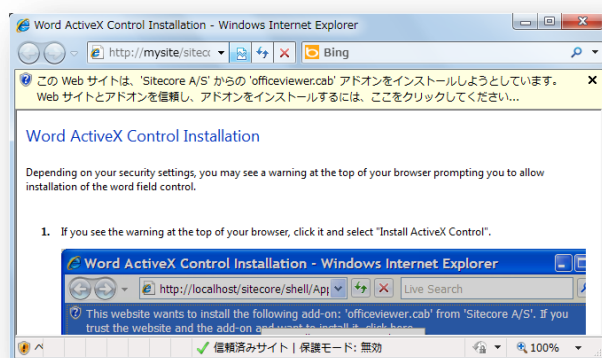 Word ActiveX Control Installation - Windows Internet Explorer
http://mysite/sitec
Bing
この Web サイトは、'Sitecore A/S' からの 'officeviewer.cab' アドオンをインストールしようとしています。
Web サイトとアドオンを信頼し、アドオンをインストールするには、ここをクリックしてください...
Word ActiveX Control Installation
Depending on your security settings, you may see a warning at the top of your browser prompting you to allow
installation of the word field control.
1. If you see the warning at the top of your browser, click it and select "Install ActiveX Control".
Word ActiveX Control Installation - Windows Internet Explorer
http://localhost/sitecore/shell/App
Live Search
This website wants to install the following add-on: 'officeviewer.cab' from 'Sitecore A/S'. If you
trust the website and the add-on and want to install it, click here
信頼済みサイト | 保護モード: 無効
100%